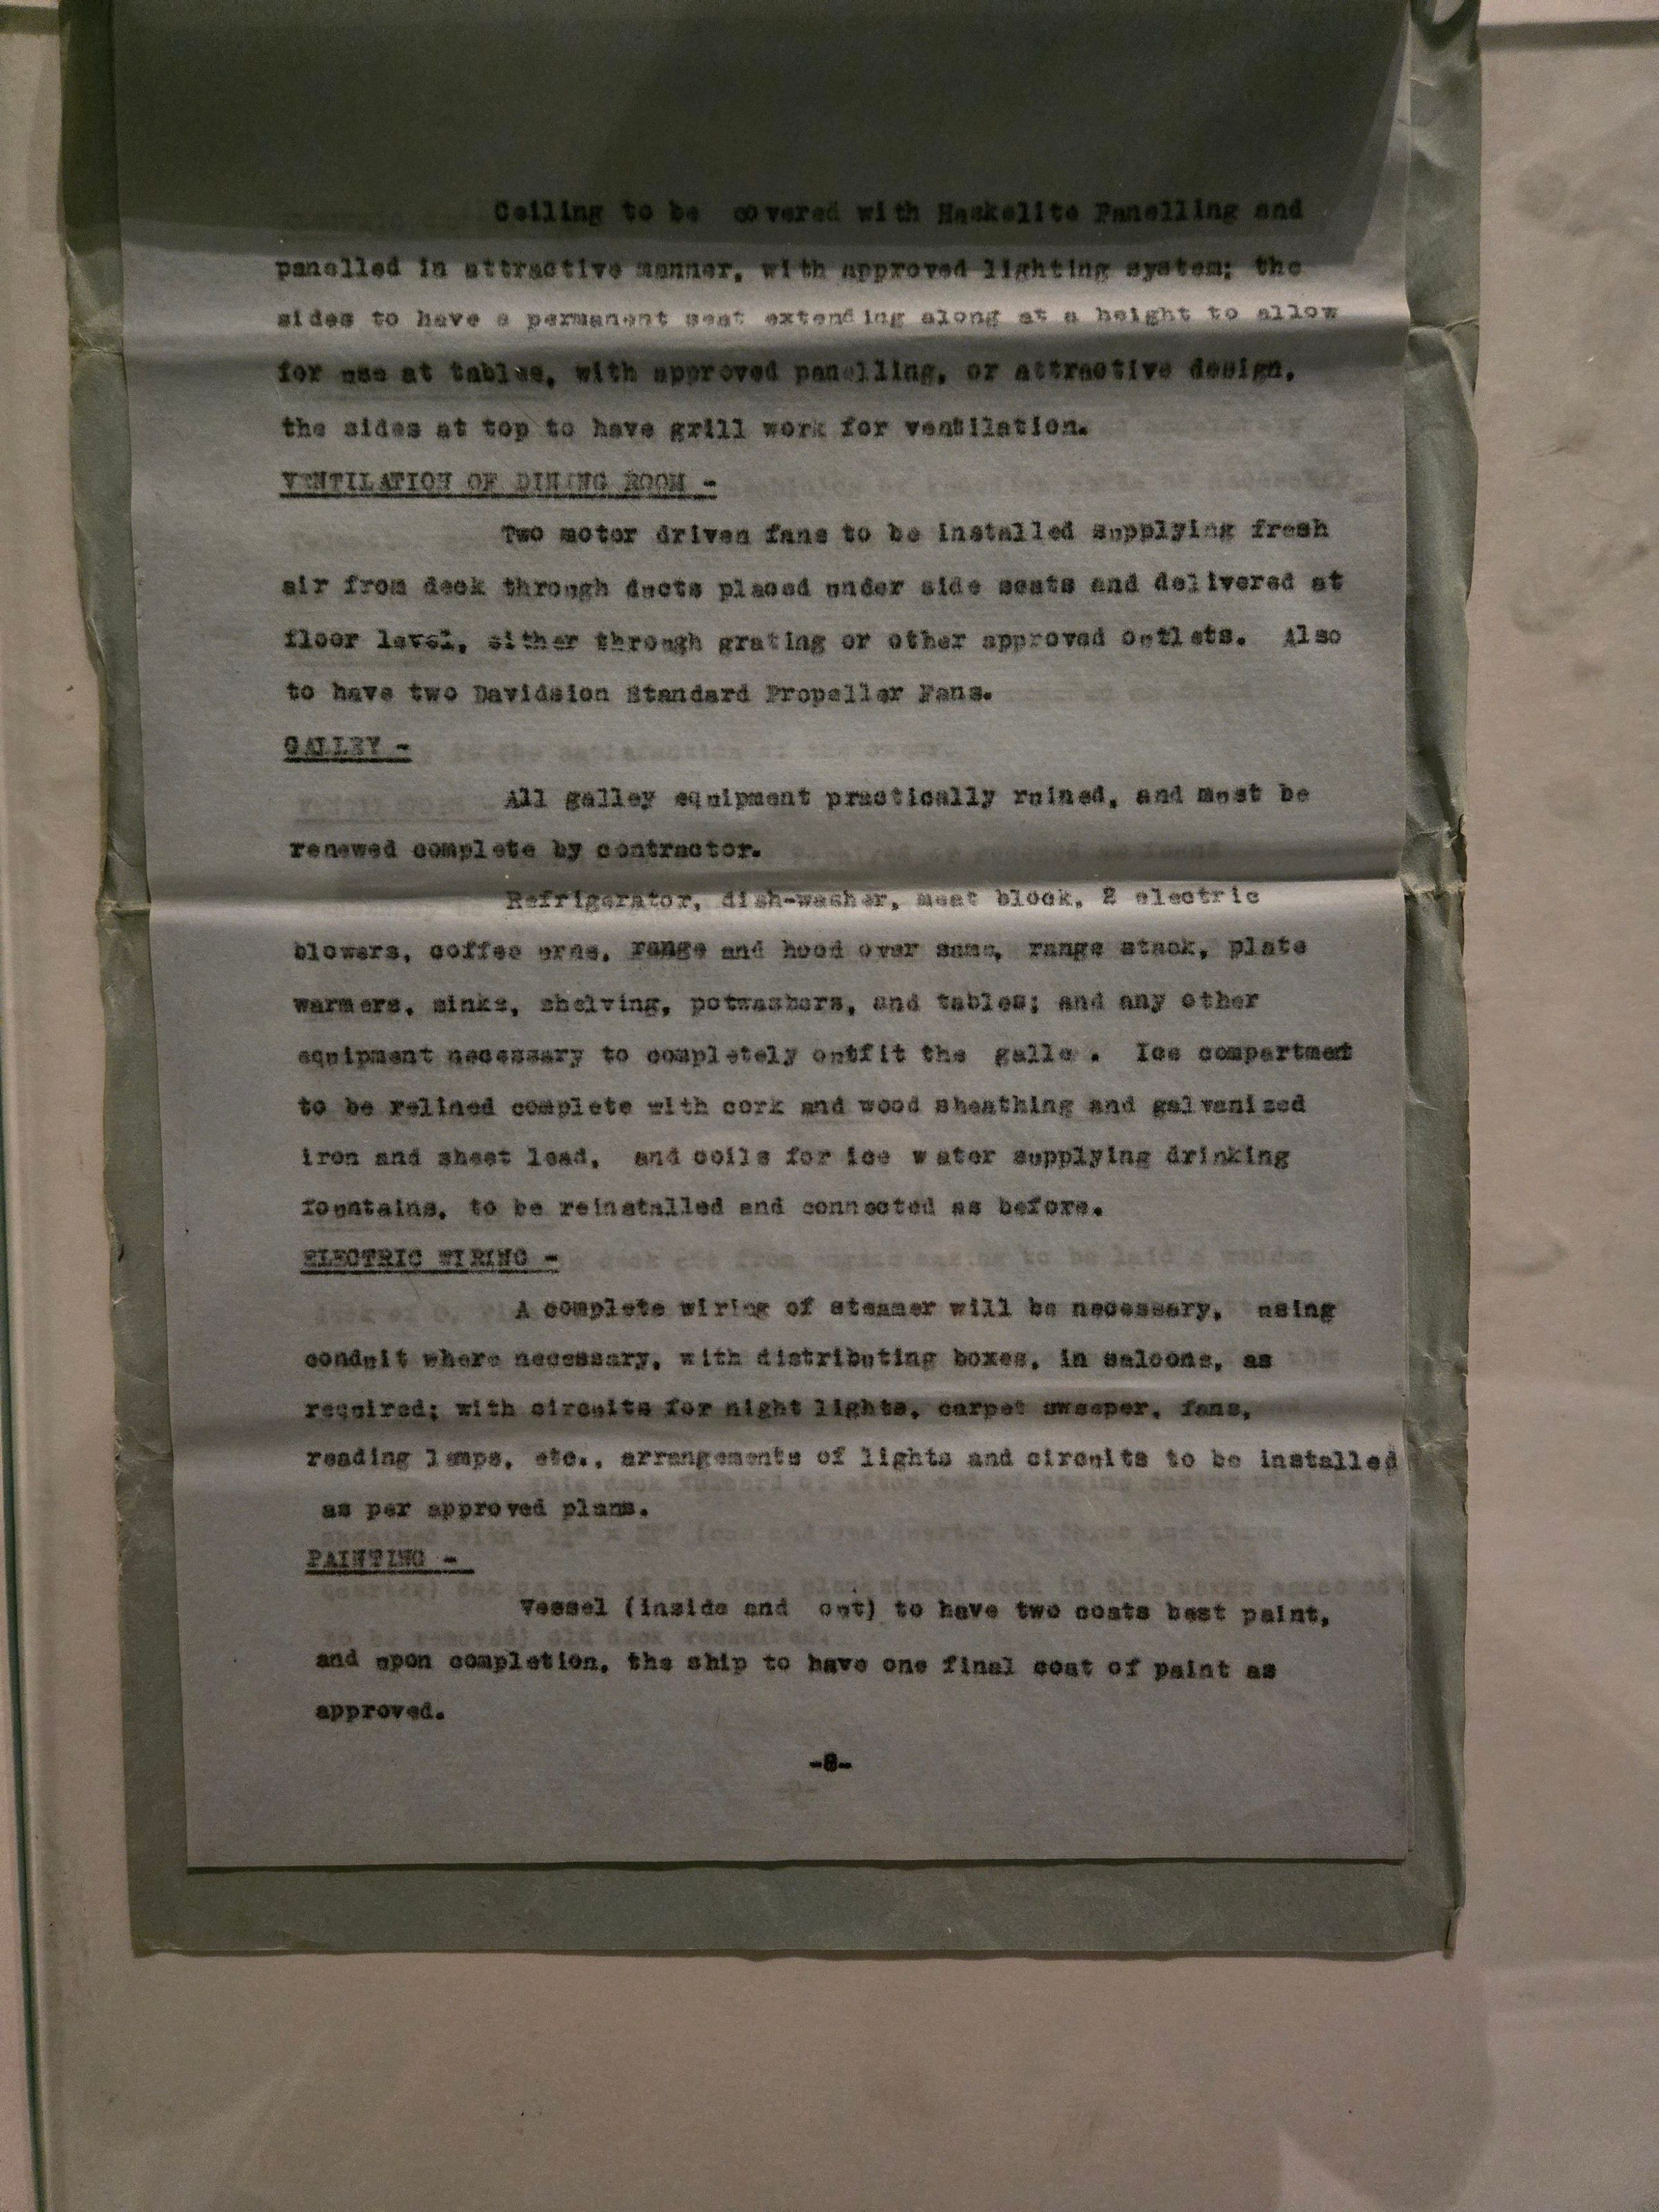 Ceiling to be covered with Haskelite Panelling and
panelled in attractive manner, with approved lighting system; the
sides to have a permanent seat extending along at a height to allow
for use at tables, with approved panelling, or attractive design,
the sides at top to have grill work for ventilation.
VENTILATION OF DINING ROOM -
Two motor driven fans to be installed supplying fresh
air from deck through ducts placed under side seats and delivered at
floor level, either through grating or other approved outlets. Also
to have two Davidsion Standard Propeller Fans.
GALLEY -
All galley equipment practically ruined, and must be
renewed complete by contractor.
Refrigerator, dish-washer, meat block, 2 electric
blowers, coffee urns, range and hood over same, range stack, plate
warmers, sinks, shelving, potwashers, and tables; and any other
equipment necessary to completely outfit the galle . Ice compartment
to be relined complete with cork and wood sheathing and galvanized
iron and sheet lead, and coils for ice water supplying drinking
fountains, to be reinstalled and connected as before.
ELECTRIC WIRING -
A complete wiring of steamer will be necessary, using
conduit where necessary, with distributing boxes, in saloons, as
required; with circuits for night lights, carpet sweeper, fans,
reading lamps, etc., arrangements of lights and circuits to be installed
as per approved plans.
PAINTING -
Vessel (inside and out) to have two coats best paint,
and upon completion, the ship to have one final coat of paint as
approved.
-8-